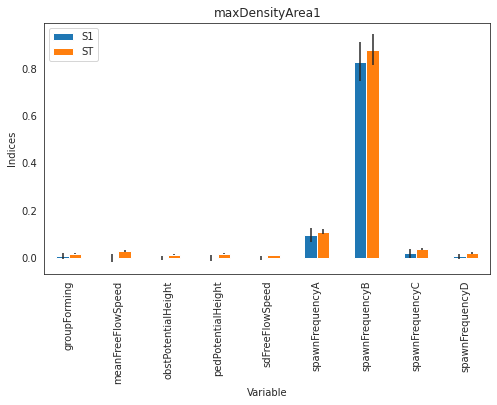 maxDensityArea1
S1
ST
Indices
0.8
0.6
0.4
0.2
0.0
groupForming
meanFreeFlowSpeed
obstPotentialHeight
pedPotentialHeight
sdFreeFlowSpeed
spawnFrequencyA
spawnFrequencyB
spawnFrequencyC
spawnFrequencyD
Variable